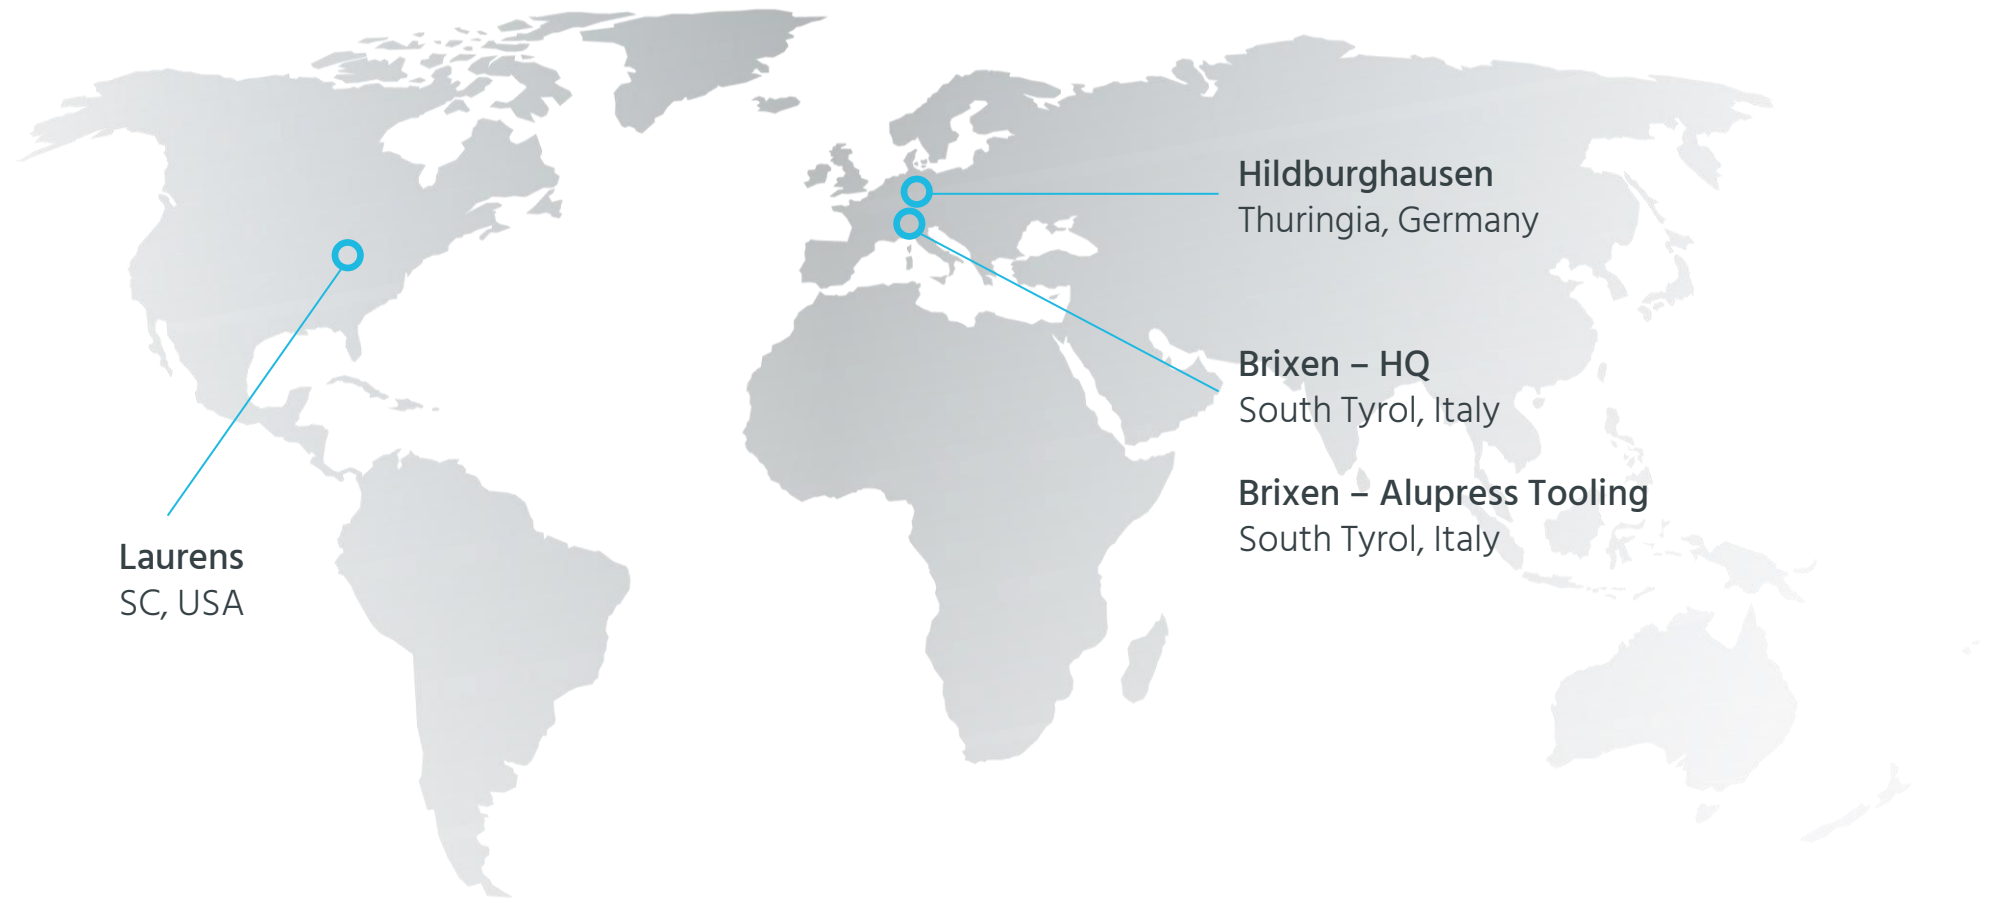 Hildburghausen
Thuringia, Germany
Brixen – HQ
South Tyrol, Italy
Brixen – Alupress Tooling
South Tyrol, Italy
Laurens
SC, USA